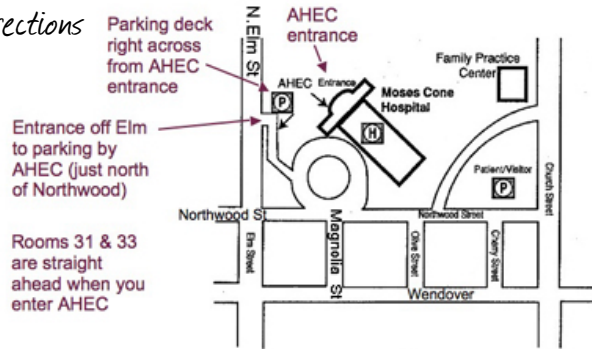 rections
Parking deck
right across
from AHEC
entrance
N. Elm St
AHEC
entrance
AHEC
Entrance
P
Moses Cone
Hospital
H
Family Practice
Center
Entrance off Elm
to parking by
AHEC (just north
of Northwood)
Patient/Visitor
P
Church Street
Northwood St
Northwood Street
Rooms 31 & 33
are straight
ahead when you
enter AHEC
Elm Street
Magnolia St
Olive Street
Cherry Street
Wendover